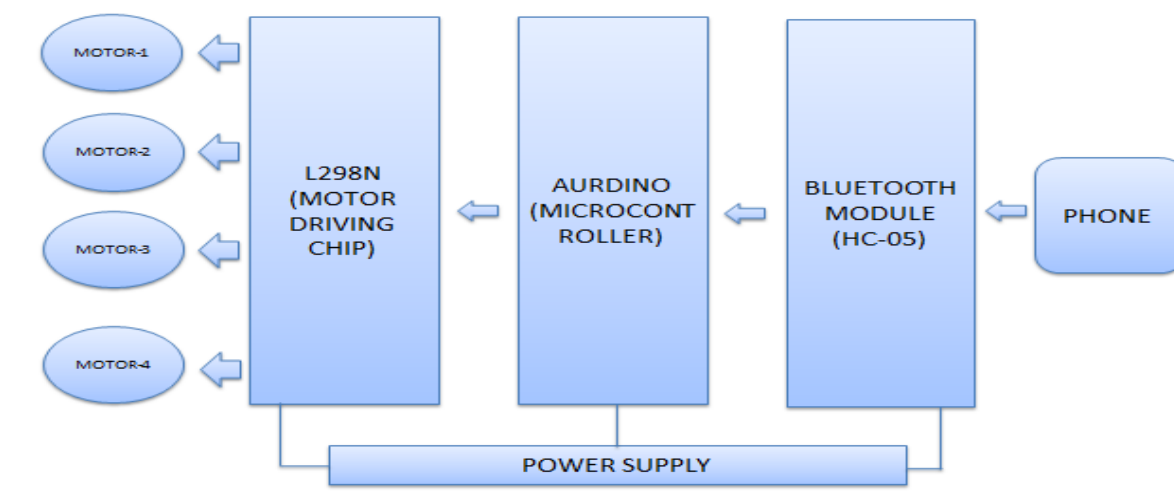 MOTOR-1
MOTOR-2
MOTOR-3
MOTOR-4
L298N
(MOTOR
DRIVING
CHIP)
AURDINO
(MICROCONT
ROLLER)
BLUETOOTH
MODULE
(HC-05)
PHONE
POWER SUPPLY